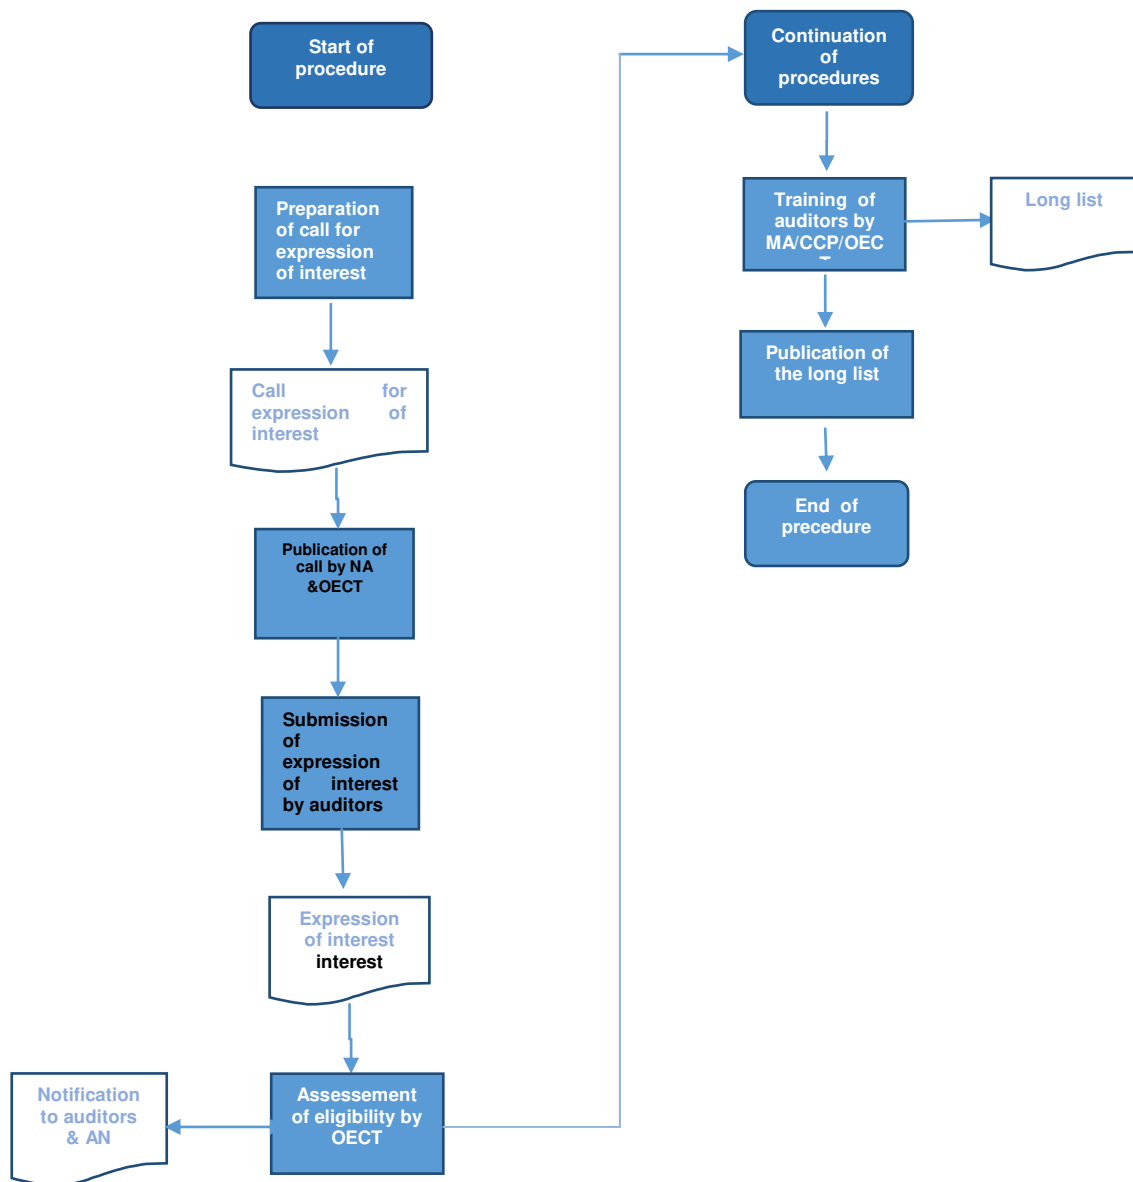 Start of
procedure
Preparation
of call for
expression
of interest
Call for
expression of
interest
Publication of
call by NA
&OECT
Submission
of
expression
of interest
by auditors
Expression
of interest
interest
Assessement
of eligibility by
OECT
Notification
to auditors
& AN
Continuation
of
procedures
Training of
auditors by
MA/CCP/OEC
T
Long list
Publication of
the long list
End of
precedure